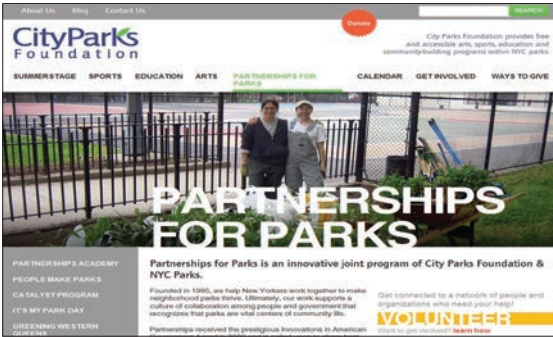 About Us Blog Contact Us SEARCH
CityParks
Foundation
Donate
City Parks Foundation provides free
and accessible arts, sports, education and
community-building programs within NYC parks.
SUMMERSTAGE SPORTS EDUCATION ARTS PARTNERSHIPS FOR PARKS CALENDAR GET INVOLVED WAYS TO GIVE
PARTNERSHIPS
FOR PARKS
PARTNERSHIPS ACADEMY
PEOPLE MAKE PARKS
CATALYST PROGRAM
IT'S MY PARK DAY
GREENING WESTERN
QUEENS
Partnerships for Parks is an innovative joint program of City Parks Foundation &
NYC Parks.
Founded in 1995, we help New Yorkers work together to make
neighborhood parks thrive. Ultimately, our work supports a
culture of collaboration among people and government that
recognizes that parks are vital centers of community life.
Partnerships received the prestigious Innovations in American
Get connected to a network of people and
organizations who need your help!
VOLUNTEER
Want to get involved? learn how